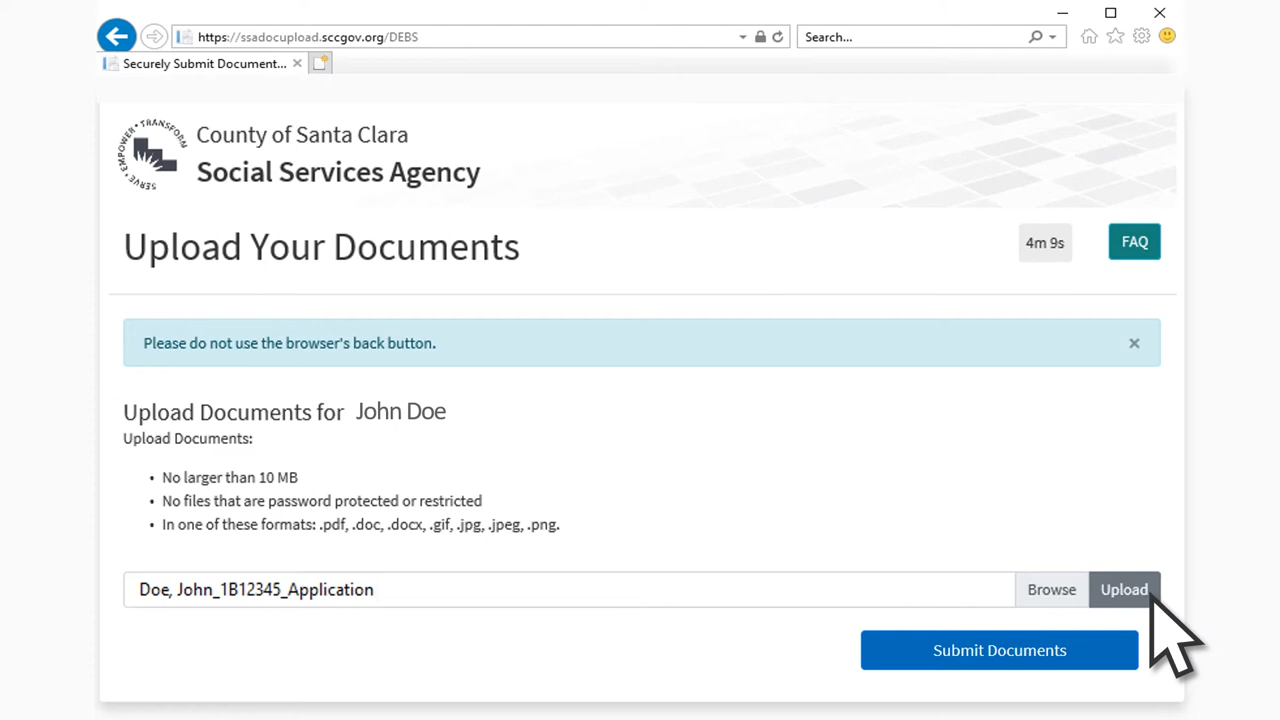 https://ssadocupload.sccgov.org/DEBS
Search...
Securely Submit Document...
SERVE • EMPOWER • TRANSFORM
County of Santa Clara
Social Services Agency
Upload Your Documents
4m 9s
FAQ
Please do not use the browser's back button.
×
Upload Documents for John Doe
Upload Documents:
• No larger than 10 MB
• No files that are password protected or restricted
• In one of these formats: .pdf, .doc, .docx, .gif, .jpg, .jpeg, .png.
Doe, John_1B12345_Application
Browse
Upload
Submit Documents